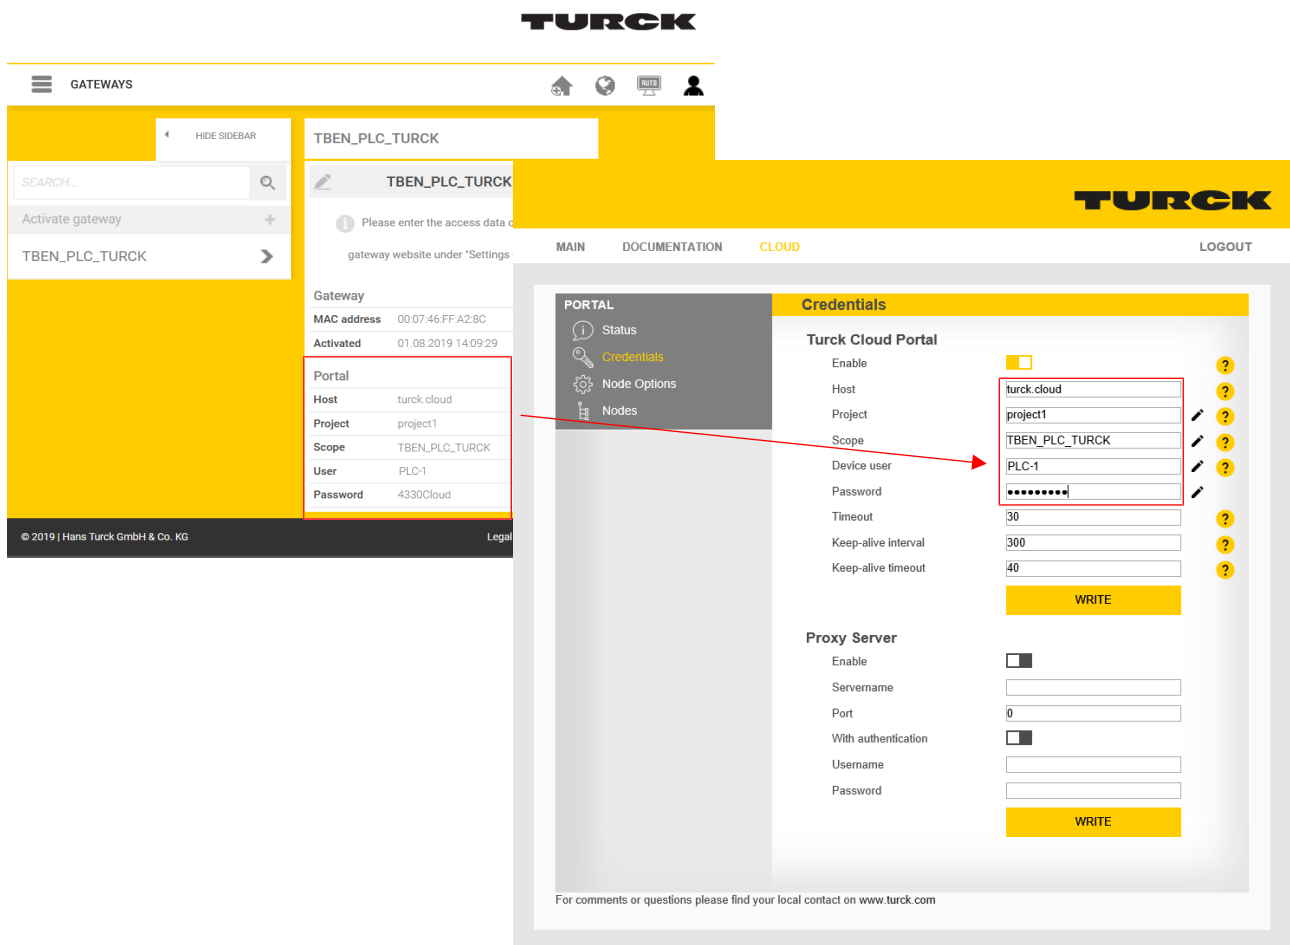 TURCK
GATEWAYS
AUTO
HIDE SIDEBAR
SEARCH...
Activate gateway
TBEN_PLC_TURCK
TBEN_PLC_TURCK
TBEN_PLC_TURCK
Please enter the access data
gateway website under "Settings
Gateway
MAC address 00:07:46:FF:A2:8C
Activated 01.08.2019 14:09:29
Portal
Host turck.cloud
Project project1
Scope TBEN_PLC_TURCK
User PLC-1
Password 4330Cloud
© 2019 | Hans Turck GmbH & Co. KG
Legal
TURCK
MAIN DOCUMENTATION CLOUD LOGOUT
PORTAL
Status
Credentials
Node Options
Nodes
Credentials
Turck Cloud Portal
Enable
?
Host turck.cloud ?
Project project1 ?
Scope TBEN_PLC_TURCK ?
Device user PLC-1 ?
Password •••••••••
Timeout 30 ?
Keep-alive interval 300 ?
Keep-alive timeout 40 ?
WRITE
Proxy Server
Enable
Servername
Port 0
With authentication
Username
Password
WRITE
For comments or questions please find your local contact on www.turck.com